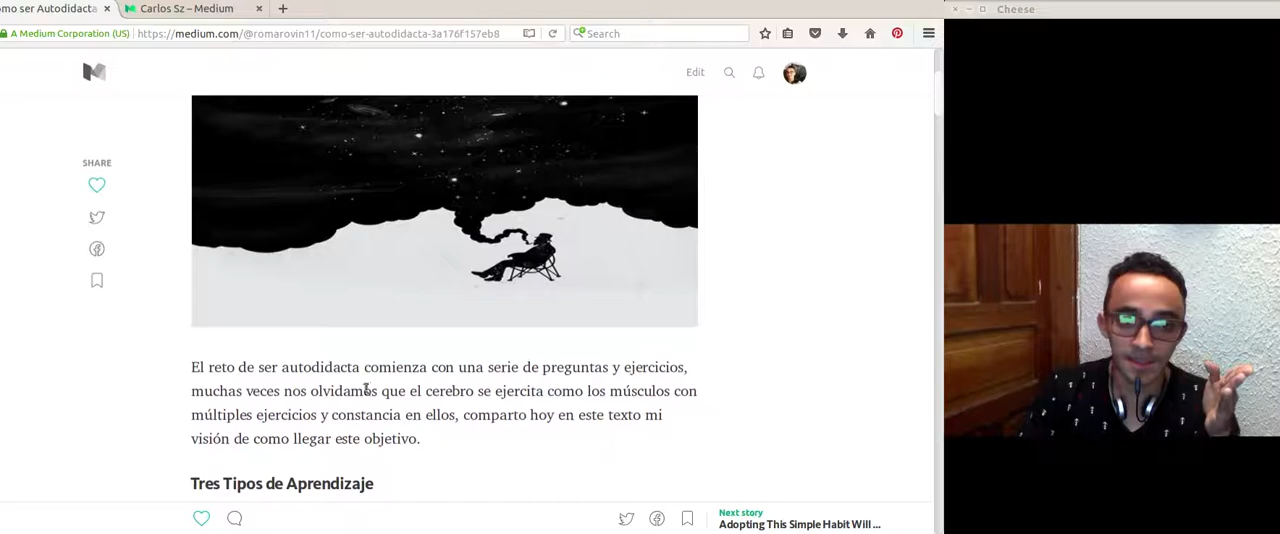 omo ser Autodidacta
Carlos Sz – Medium
Cheese
A Medium Corporation (US)
https://medium.com/@romarovin11/como-ser-autodidacta-3a176f157eb8
Search
Edit
SHARE
El reto de ser autodidacta comienza con una serie de preguntas y ejercicios,
muchas veces nos olvidamos que el cerebro se ejercita como los músculos con
múltiples ejercicios y constancia en ellos, comparto hoy en este texto mi
visión de como llegar este objetivo.
Tres Tipos de Aprendizaje
Next story
Adopting This Simple Habit Will ...